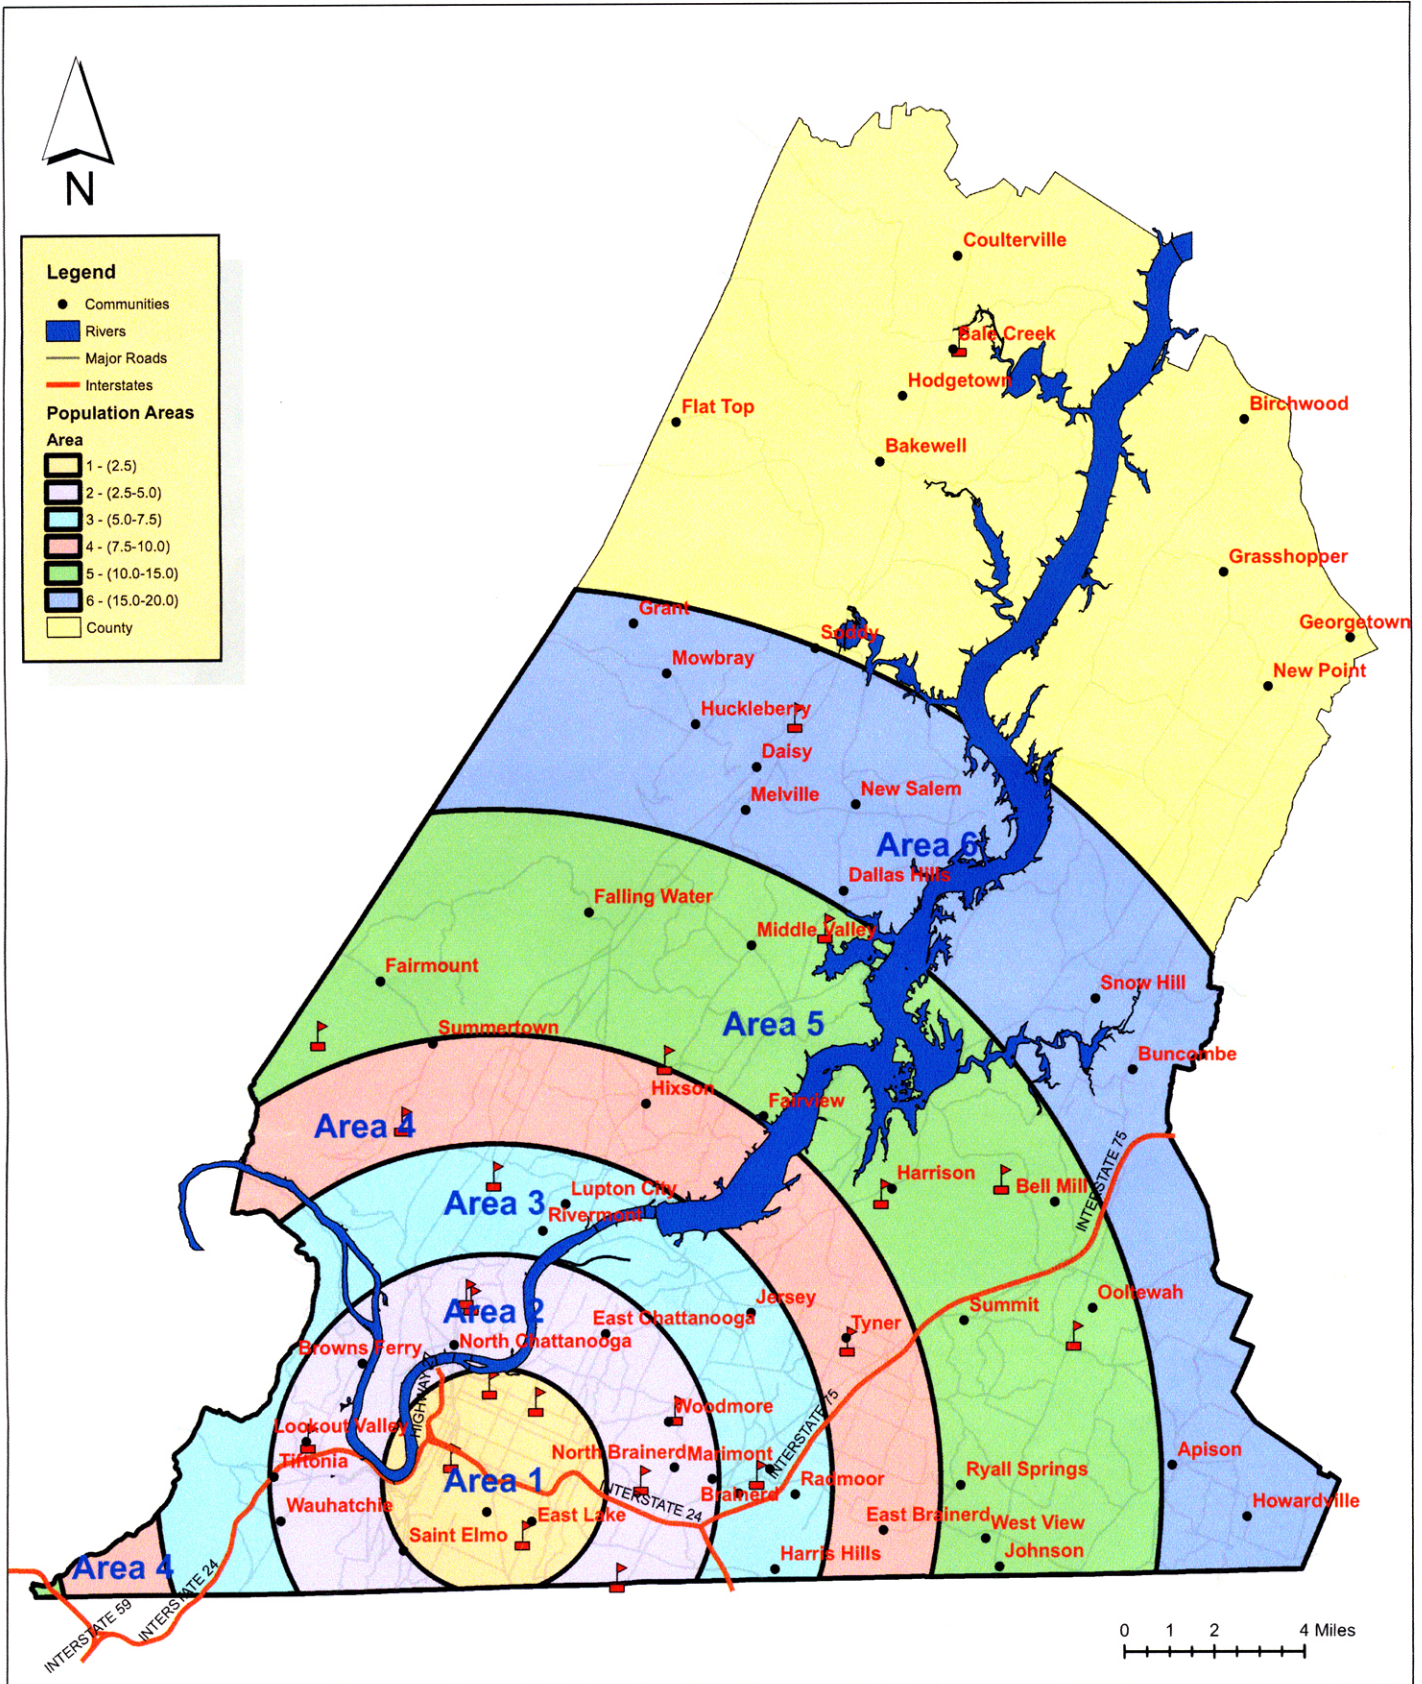 N
Legend
Communities
Rivers
Major Roads
Interstates
Population Areas
Area
1 - (2.5)
2 - (2.5-5.0)
3 - (5.0-7.5)
4 - (7.5-10.0)
5 - (10.0-15.0)
6 - (15.0-20.0)
County
Coulterville
Sale Creek
Hodgetown
Flat Top
Birchwood
Bakewell
Grasshopper
Grant
Georgetown
Soddy
Mowbray
New Point
Huckleberry
Daisy
Melville
New Salem
Area 6
Dallas Hills
Falling Water
Middle Valley
Fairmount
Snow Hill
Area 5
Summertown
Buncombe
Hixson
Fairview
Area 4
INTERSTATE 75
Harrison
Bell Mill
Lupton City
Area 3
Rivermont
Jersey
Summit
Ooltewah
Area 2
East Chattanooga
Tyner
North Chattanooga
Browns Ferry
HIGHWAY 27
Woodmore
INTERSTATE 75
Lookout Valley
North Brainerd
Marimont
Apison
Tiftonia
Area 1
Radmoor
Ryall Springs
INTERSTATE 24
Brainerd
Wauhatchie
East Lake
East Brainerd
Howardville
West View
Saint Elmo
Harris Hills
Johnson
Area 4
INTERSTATE 24
INTERSTATE 59
0 1 2 4 Miles